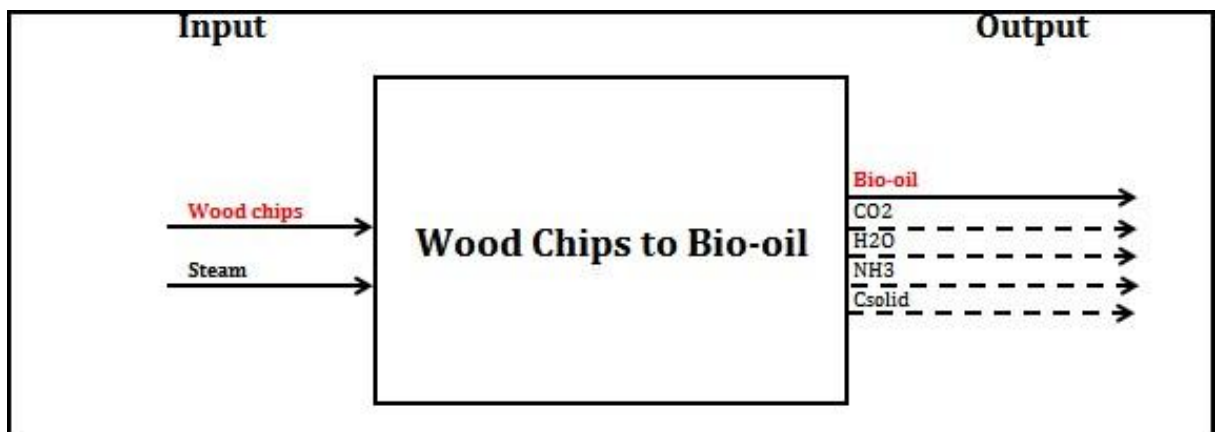 Input
Output
Wood chips
Steam
Wood Chips to Bio-oil
Bio-oil
CO2
H2O
NH3
Csolid